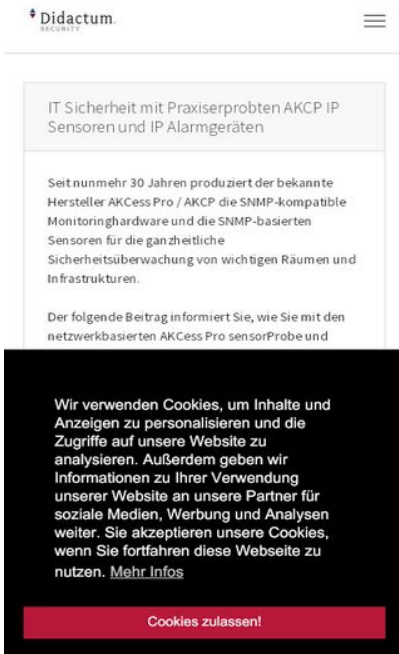 Didactum
SECURITY
IT Sicherheit mit Praxiserprobten AKCP IP
Sensoren und IP Alarmgeräten
Seit nunmehr 30 Jahren produziert der bekannte
Hersteller AKCess Pro / AKCP die SNMP-kompatible
Monitoringhardware und die SNMP-basierten
Sensoren für die ganzheitliche
Sicherheitsüberwachung von wichtigen Räumen und
Infrastrukturen.
Der folgende Beitrag informiert Sie, wie Sie mit den
netzwerkbasierten AKCess Pro sensorProbe und
Wir verwenden Cookies, um Inhalte und
Anzeigen zu personalisieren und die
Zugriffe auf unsere Website zu
analysieren. Außerdem geben wir
Informationen zu Ihrer Verwendung
unserer Website an unsere Partner für
soziale Medien, Werbung und Analysen
weiter. Sie akzeptieren unsere Cookies,
wenn Sie fortfahren diese Webseite zu
nutzen. Mehr Infos
Cookies zulassen!